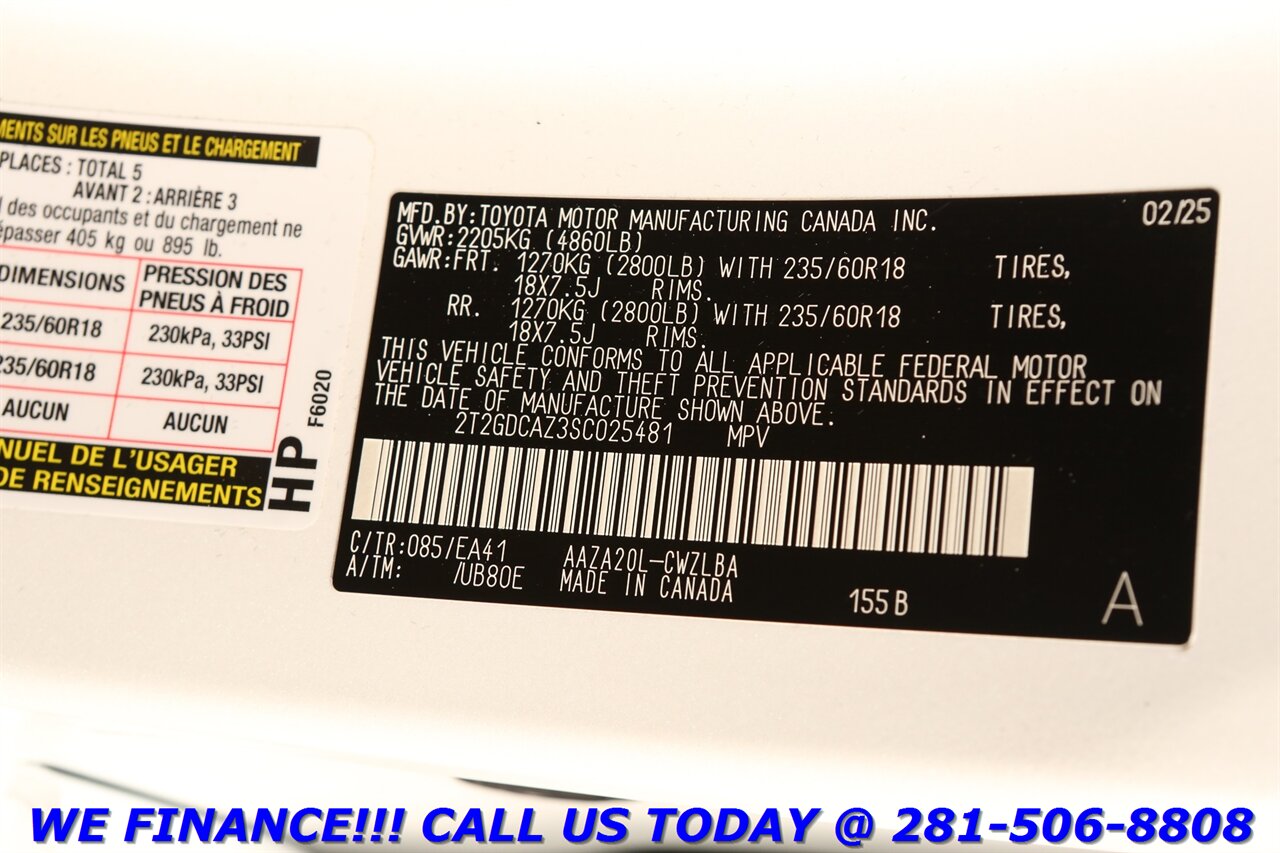 MENTS SUR LES PNEUS ET LE CHARGEMENT
PLACES : TOTAL 5
AVANT 2 : ARRIÈRE 3
des occupants et du chargement ne
épasser 405 kg ou 895 lb.
DIMENSIONS
PRESSION DES
PNEUS À FROID
235/60R18
230kPa, 33PSI
235/60R18
230kPa, 33PSI
AUCUN
AUCUN
NUEL DE L'USAGER
DE RENSEIGNEMENTS
HP
F6020
MFD.BY:TOYOTA MOTOR MANUFACTURING CANADA INC. 02/25
GVWR:2205KG (4860LB)
GAWR:FRT. 1270KG (2800LB) WITH 235/60R18 TIRES,
18X7.5J RIMS.
RR. 1270KG (2800LB) WITH 235/60R18 TIRES,
18X7.5J RIMS.
THIS VEHICLE CONFORMS TO ALL APPLICABLE FEDERAL MOTOR
VEHICLE SAFETY AND THEFT PREVENTION STANDARDS IN EFFECT ON
THE DATE OF MANUFACTURE SHOWN ABOVE.
2T2GDCAZ3SC025481 MPV
C/TR:085/EA41 AAZA20L-CWZLBA
A/TM: /UB80E MADE IN CANADA
155B
A
WE FINANCE!!! CALL US TODAY @ 281-506-8808